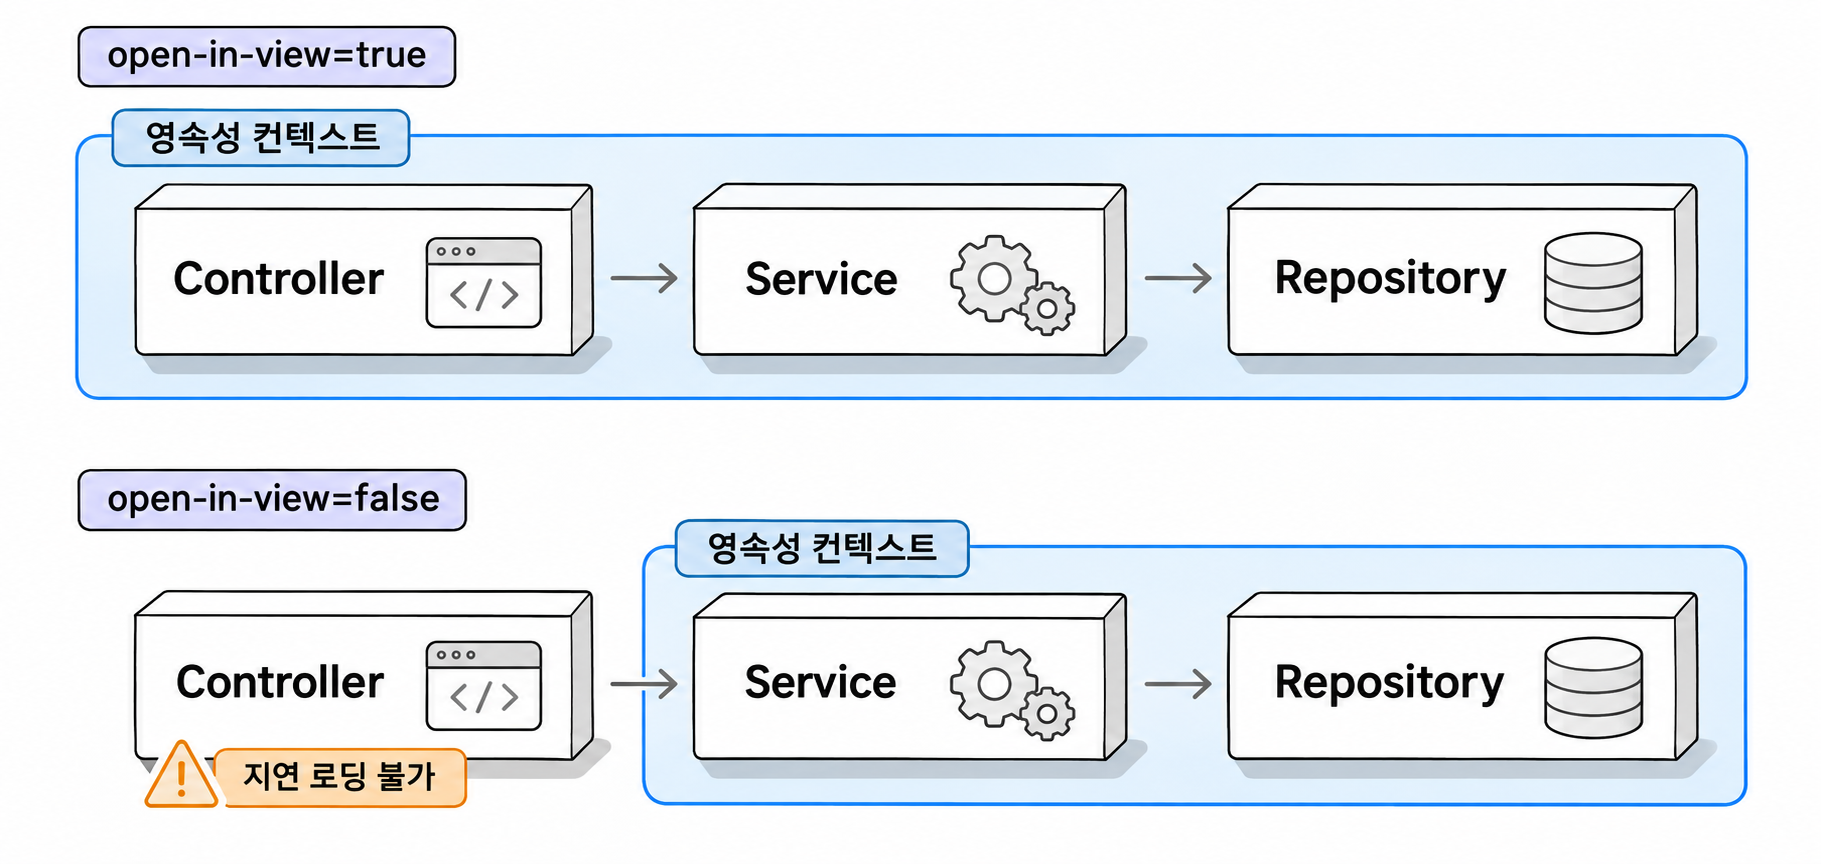 open-in-view=true
영속성 컨텍스트
Controller
Service
Repository
open-in-view=false
영속성 컨텍스트
Controller
Service
Repository
지연 로딩 불가